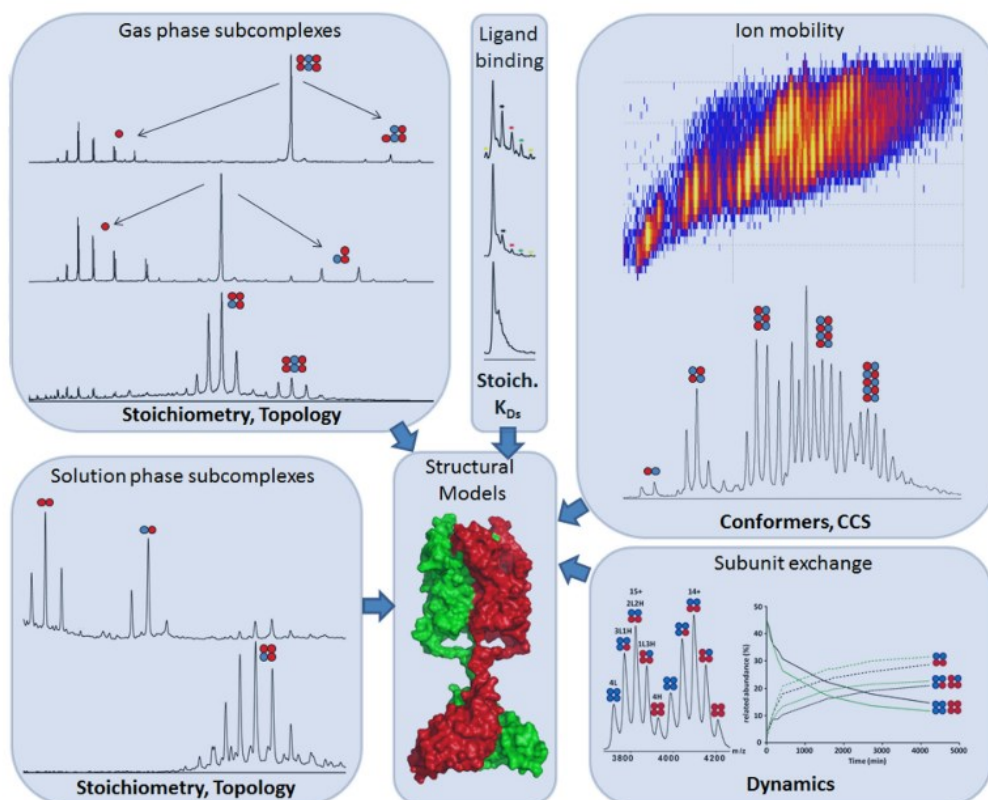 Gas phase subcomplexes
Stoichiometry, Topology
Ligand
binding
Stoich.
KDs
Ion mobility
Conformers, CCS
Solution phase subcomplexes
Stoichiometry, Topology
Structural
Models
Subunit exchange
15+
2L2H
14+
3L1H
1L3H
4L
4H
3800
4000
4200
m/z
related abundance (%)
50
40
30
20
10
0
0
1000
2000
3000
4000
5000
Time (min)
Dynamics